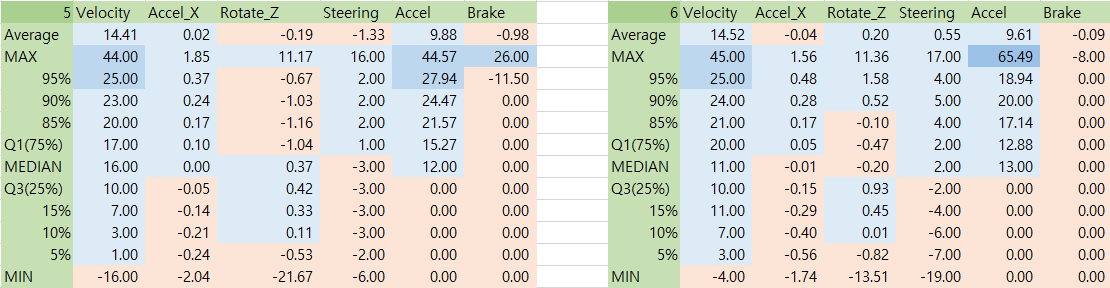 5 Velocity Accel_X Rotate_Z Steering Accel Brake 6 Velocity Accel_X Rotate_Z Steering Accel Brake
Average 14.41 0.02 -0.19 -1.33 9.88 -0.98 Average 14.52 -0.04 0.20 0.55 9.61 -0.09
MAX 44.00 1.85 11.17 16.00 44.57 26.00 MAX 45.00 1.56 11.36 17.00 65.49 -8.00
95% 25.00 0.37 -0.67 2.00 27.94 -11.50 95% 25.00 0.48 1.58 4.00 18.94 0.00
90% 23.00 0.24 -1.03 2.00 24.47 0.00 90% 24.00 0.28 0.52 5.00 20.00 0.00
85% 20.00 0.17 -1.16 2.00 21.57 0.00 85% 21.00 0.17 -0.10 4.00 17.14 0.00
Q1(75%) 17.00 0.10 -1.04 1.00 15.27 0.00 Q1(75%) 20.00 0.05 -0.47 2.00 12.88 0.00
MEDIAN 16.00 0.00 0.37 -3.00 12.00 0.00 MEDIAN 11.00 -0.01 -0.20 2.00 13.00 0.00
Q3(25%) 10.00 -0.05 0.42 -3.00 0.00 0.00 Q3(25%) 10.00 -0.15 0.93 -2.00 0.00 0.00
15% 7.00 -0.14 0.33 -3.00 0.00 0.00 15% 11.00 -0.29 0.45 -4.00 0.00 0.00
10% 3.00 -0.21 0.11 -3.00 0.00 0.00 10% 7.00 -0.40 0.01 -6.00 0.00 0.00
5% 1.00 -0.24 -0.53 -2.00 0.00 0.00 5% 3.00 -0.56 -0.82 -7.00 0.00 0.00
MIN -16.00 -2.04 -21.67 -6.00 0.00 0.00 MIN -4.00 -1.74 -13.51 -19.00 0.00 0.00